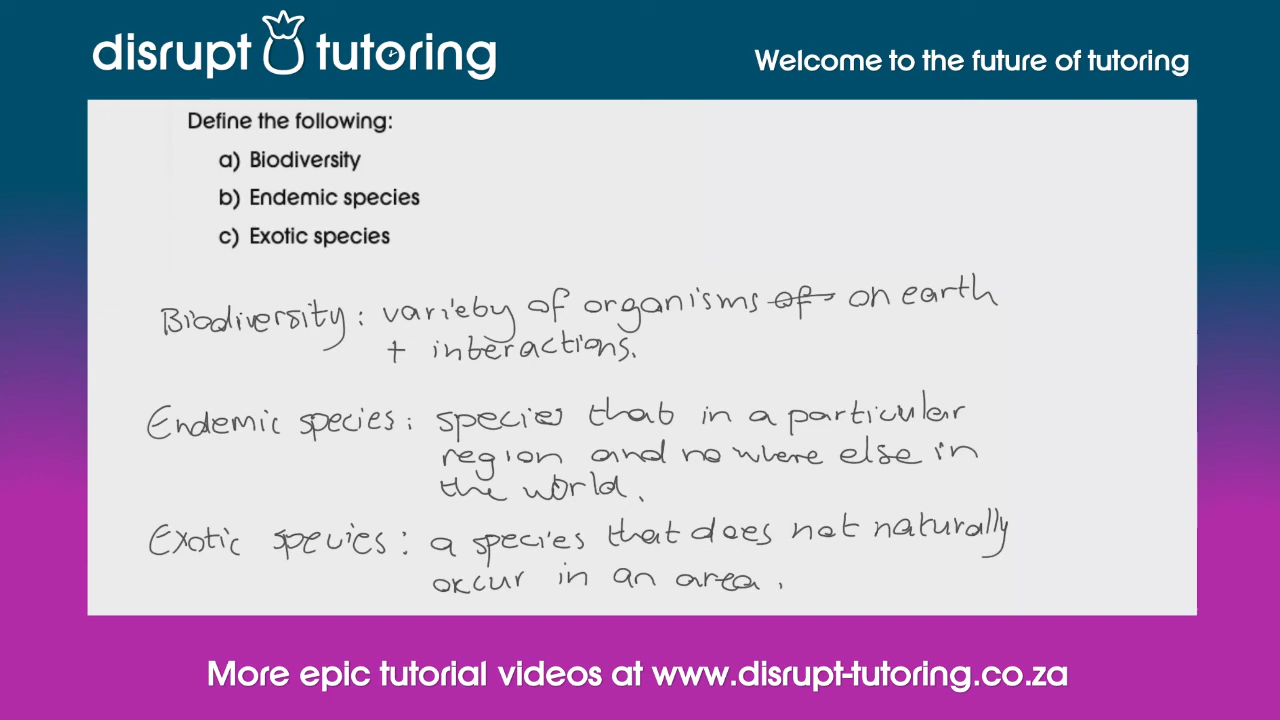 disrupt tutoring
Welcome to the future of tutoring
Define the following:
a) Biodiversity
b) Endemic species
c) Exotic species
Biodiversity: variety of organisms of on earth
+ interactions.
Endemic species: species that in a particular
region and no where else in
the world.
Exotic species: a species that does not naturally
occur in an area.
More epic tutorial videos at www.disrupt-tutoring.co.za